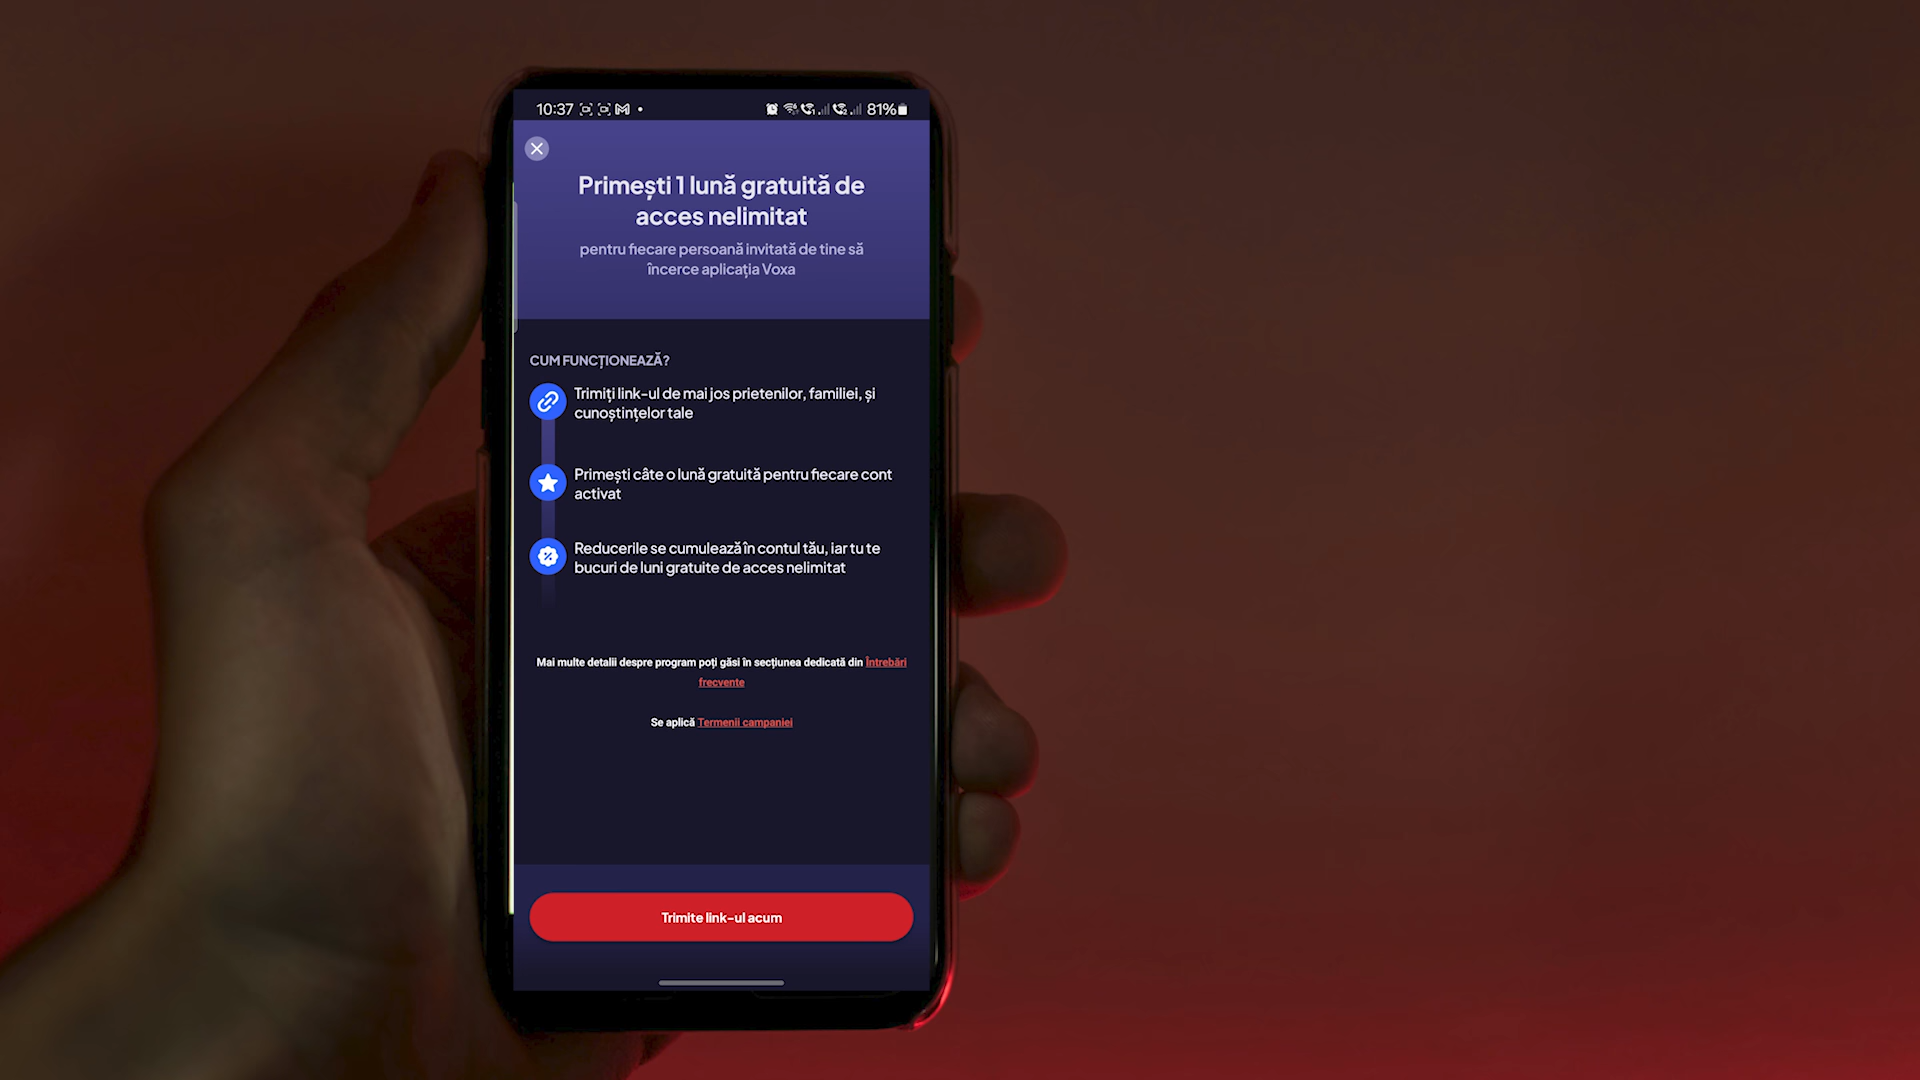 10:37
81%
Primești 1 lună gratuită de
acces nelimitat
pentru fiecare persoană invitată de tine să
încerce aplicația Voxa
CUM FUNCȚIONEAZĂ?
Trimiți link-ul de mai jos prietenilor, familiei, și
cunoștințelor tale
Primești câte o lună gratuită pentru fiecare cont
activat
Reducerile se cumulează în contul tău, iar tu te
bucuri de luni gratuite de acces nelimitat
Mai multe detalii despre program poți găsi în secțiunea dedicată din Întrebări
frecvente
Se aplică Termenii campaniei
Trimite link-ul acum